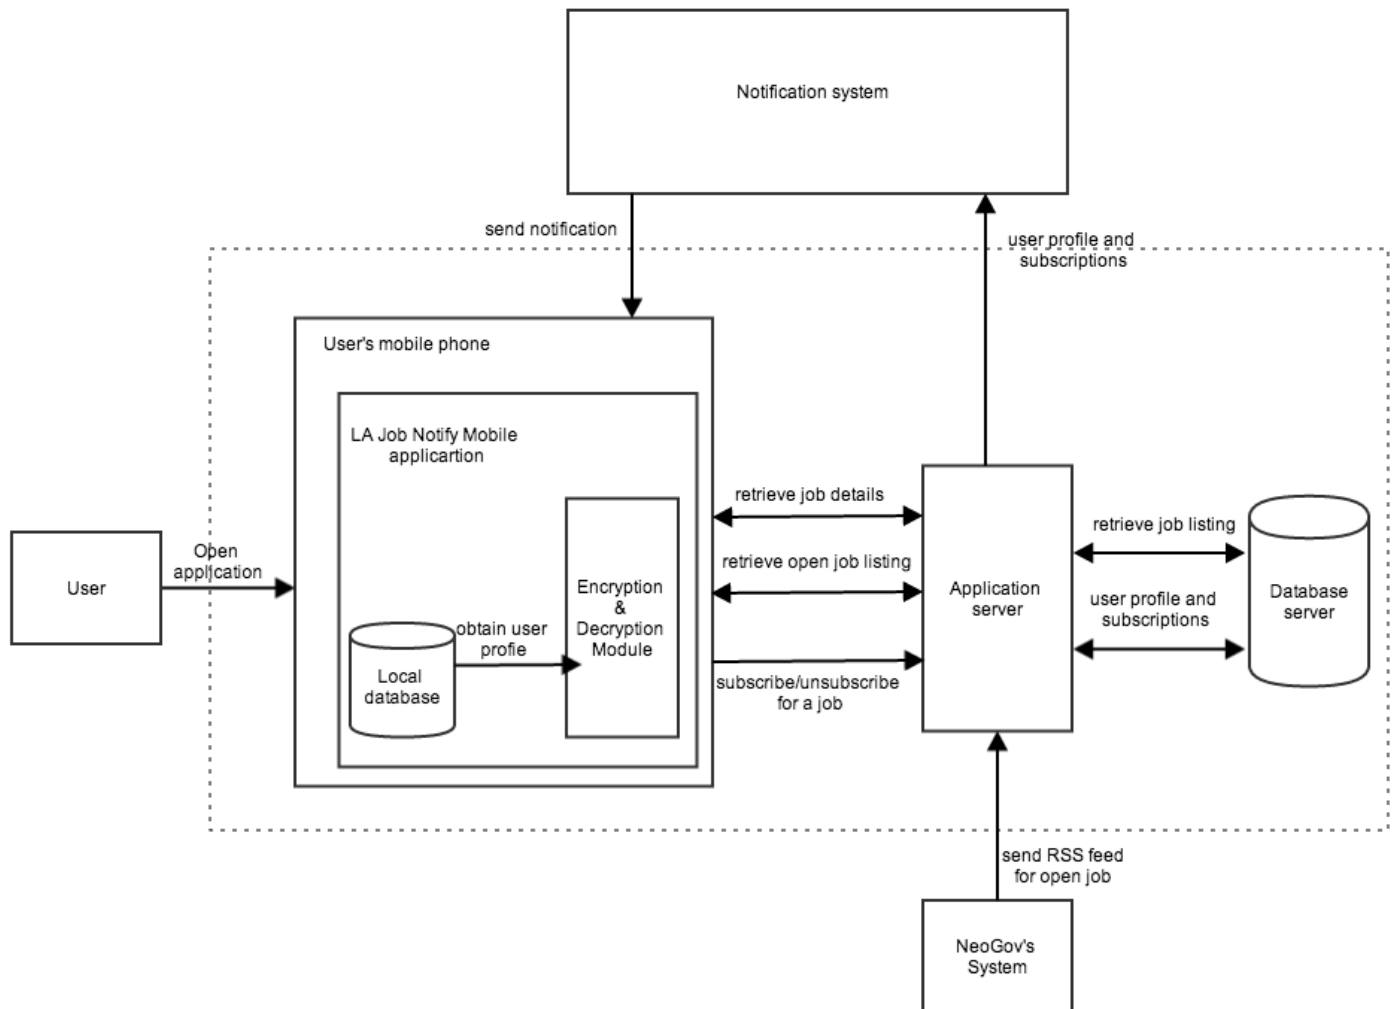 Notification system
send notification
user profile and
subscriptions
User's mobile phone
LA Job Notify Mobile
applicartion
retrieve job details
retrieve job listing
Open
application
User
retrieve open job listing
Encryption
&
Decryption
Module
Application
server
Database
server
user profile and
subscriptions
obtain user
profie
Local
database
subscribe/unsubscribe
for a job
send RSS feed
for open job
NeoGov's
System